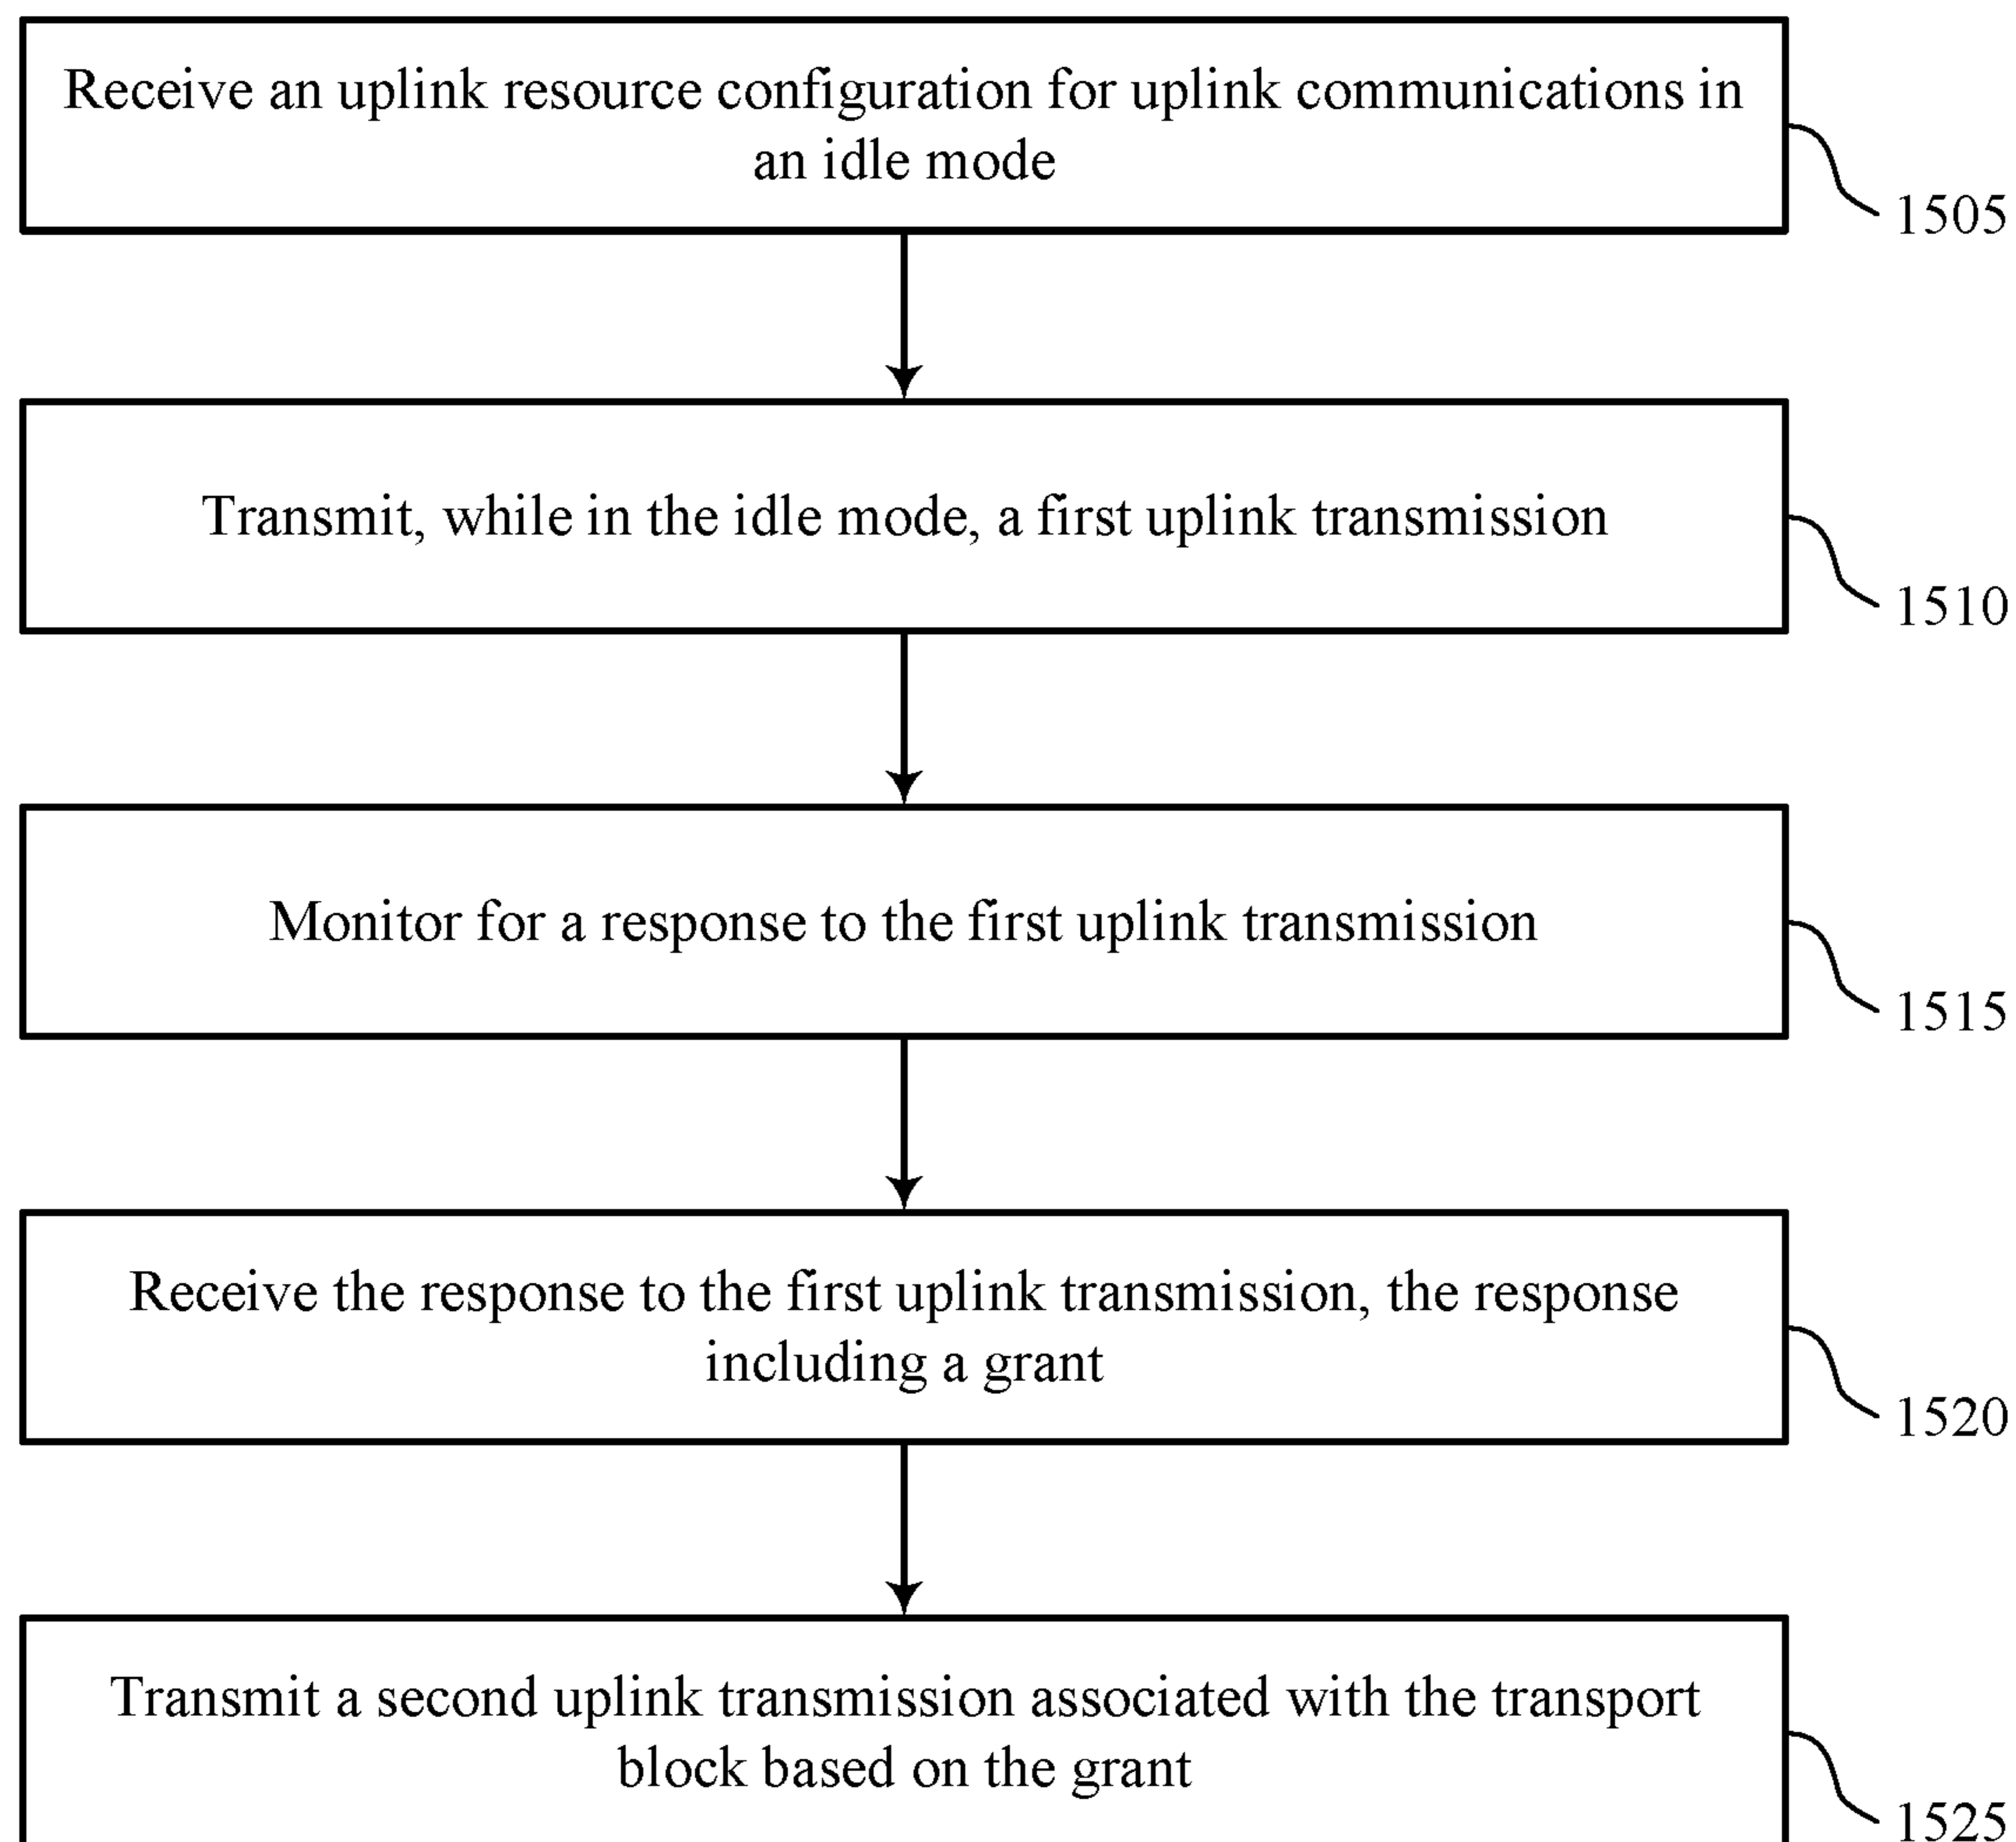 Receive an uplink resource configuration for uplink communications in
an idle mode
1505
Transmit, while in the idle mode, a first uplink transmission
1510
Monitor for a response to the first uplink transmission
1515
Receive the response to the first uplink transmission, the response
including a grant
1520
Transmit a second uplink transmission associated with the transport
block based on the grant
1525